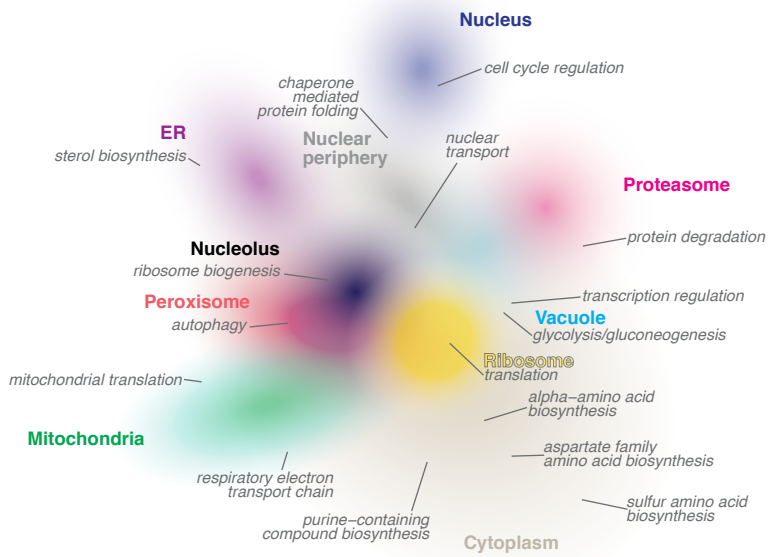 Nucleus
cell cycle regulation
chaperone
mediated
protein folding
ER
sterol biosynthesis
Nuclear
periphery
nuclear
transport
Proteasome
protein degradation
Nucleolus
ribosome biogenesis
Peroxisome
autophagy
transcription regulation
Vacuole
glycolysis/gluconeogenesis
Ribosome
translation
mitochondrial translation
alpha−amino acid
biosynthesis
Mitochondria
aspartate family
amino acid biosynthesis
respiratory electron
transport chain
sulfur amino acid
biosynthesis
purine−containing
compound biosynthesis
Cytoplasm